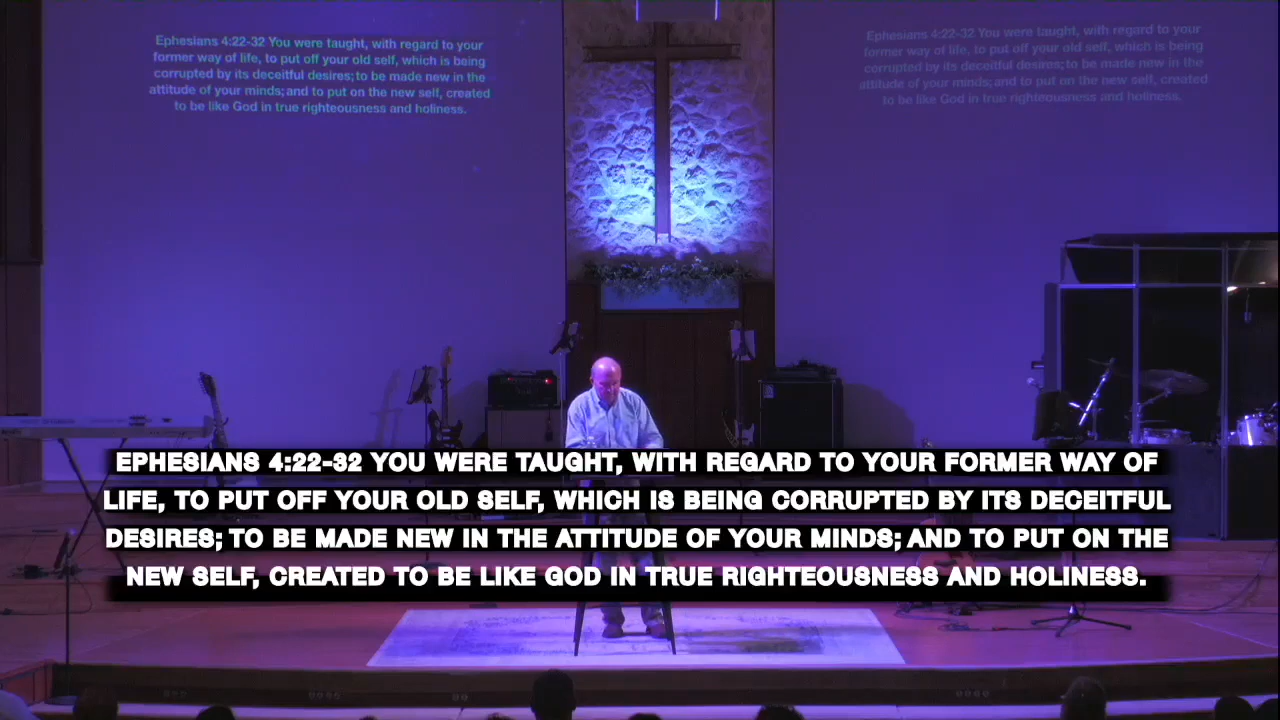 Ephesians 4:22-32 You were taught, with regard to your
former way of life, to put off your old self, which is being
corrupted by its deceitful desires; to be made new in the
attitude of your minds; and to put on the new self, created
to be like God in true righteousness and holiness.
Ephesians 4:22-32 You were taught, with regard to your
former way of life, to put off your old self, which is being
corrupted by its deceitful desires; to be made new in the
attitude of your minds; and to put on the new self, created
to be like God in true righteousness and holiness.
EPHESIANS 4:22-32 YOU WERE TAUGHT, WITH REGARD TO YOUR FORMER WAY OF
LIFE, TO PUT OFF YOUR OLD SELF, WHICH IS BEING CORRUPTED BY ITS DECEITFUL
DESIRES; TO BE MADE NEW IN THE ATTITUDE OF YOUR MINDS; AND TO PUT ON THE
NEW SELF, CREATED TO BE LIKE GOD IN TRUE RIGHTEOUSNESS AND HOLINESS.